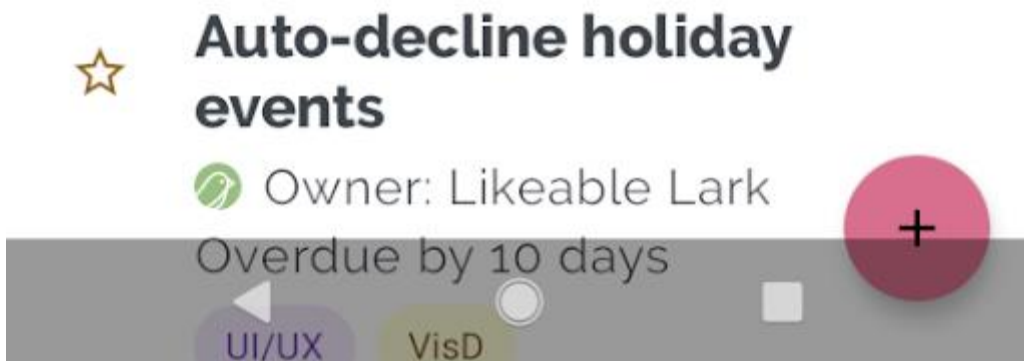 Auto-decline holiday
events
Owner: Likeable Lark
Overdue by 10 days
UI/UX VisD
+